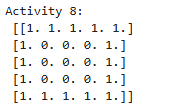 Activity 8:
[[1. 1. 1. 1. 1.]
[1. 0. 0. 0. 1.]
[1. 0. 0. 0. 1.]
[1. 0. 0. 0. 1.]
[1. 1. 1. 1. 1.]]